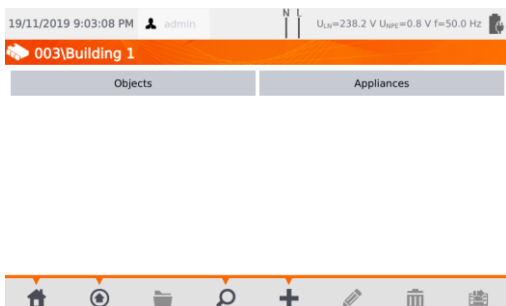 19/11/2019 9:03:08 PM admin N L ULN=238.2 V UNPE=0.8 V f=50.0 Hz
003\Building 1
Objects Appliances